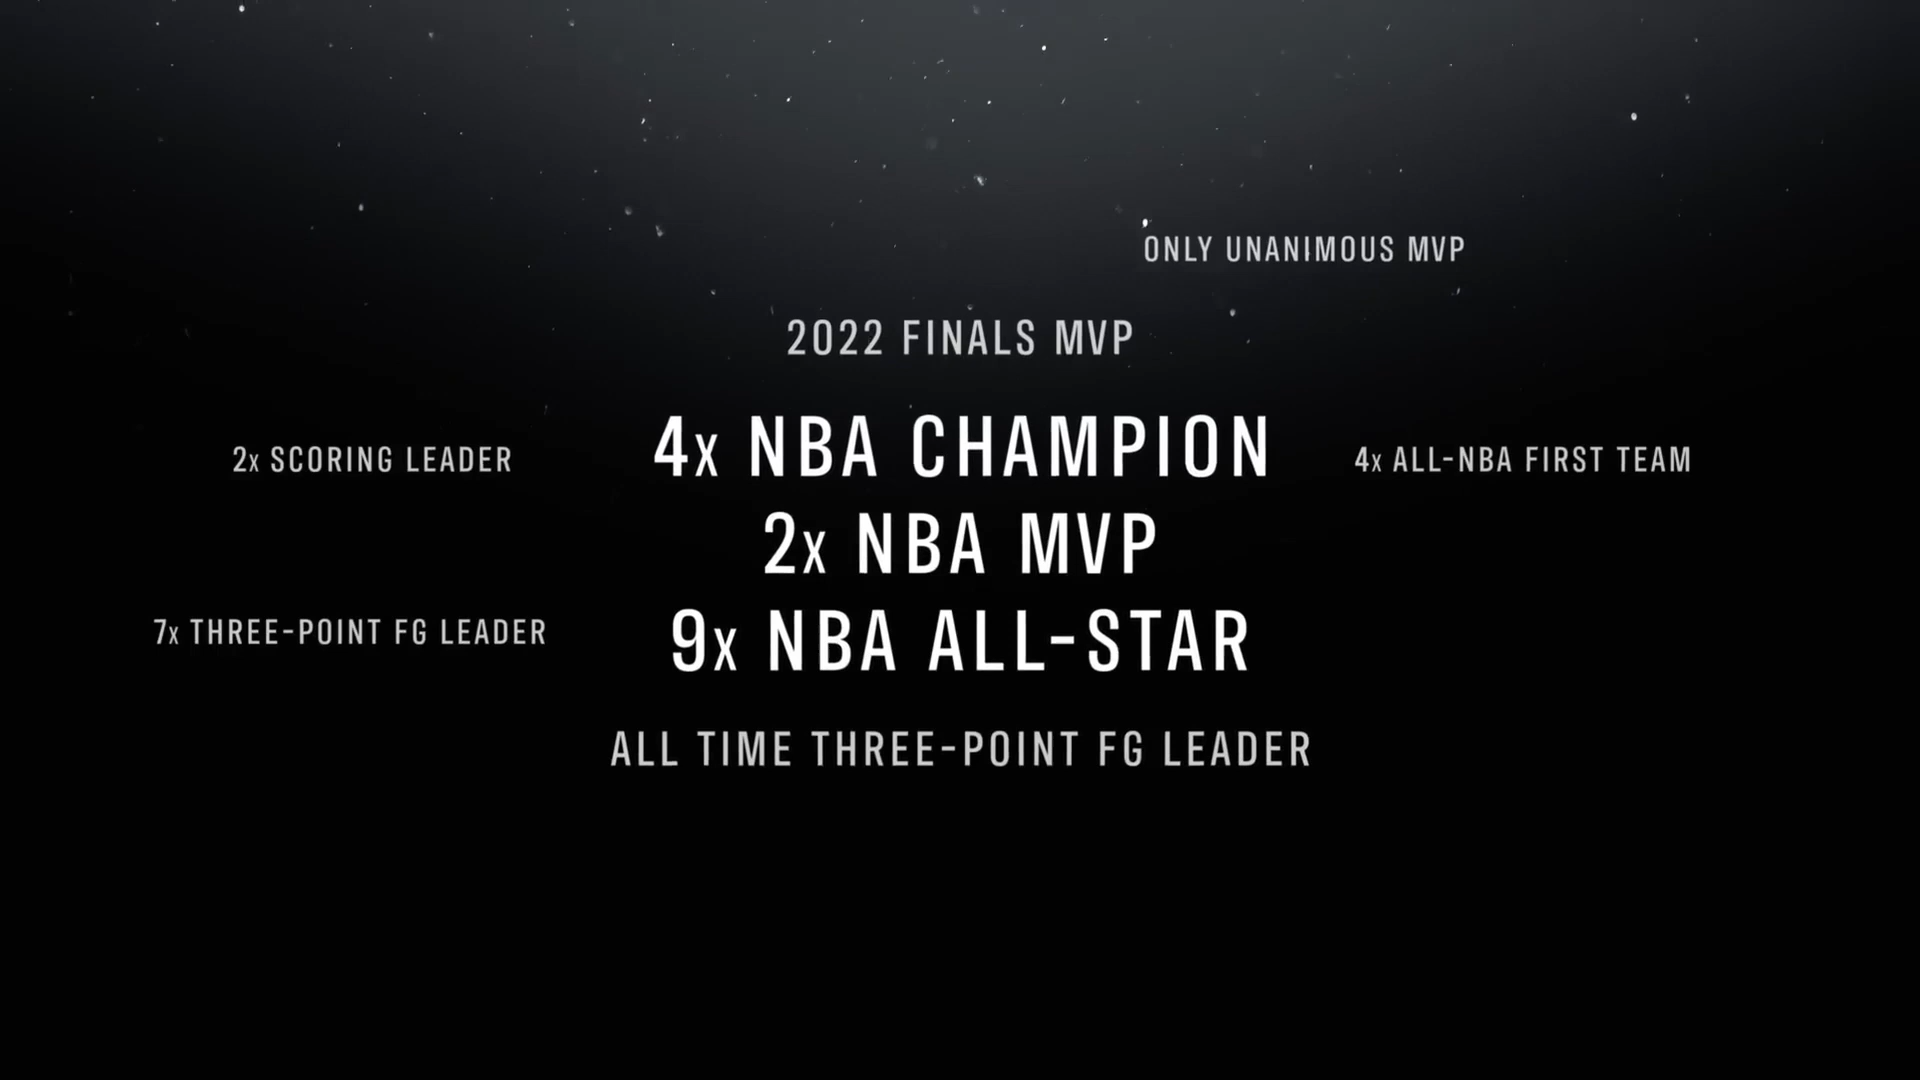 ONLY UNANIMOUS MVP
2022 FINALS MVP
4x NBA CHAMPION
2x SCORING LEADER
4x ALL-NBA FIRST TEAM
2x NBA MVP
7x THREE-POINT FG LEADER
9x NBA ALL-STAR
ALL TIME THREE-POINT FG LEADER